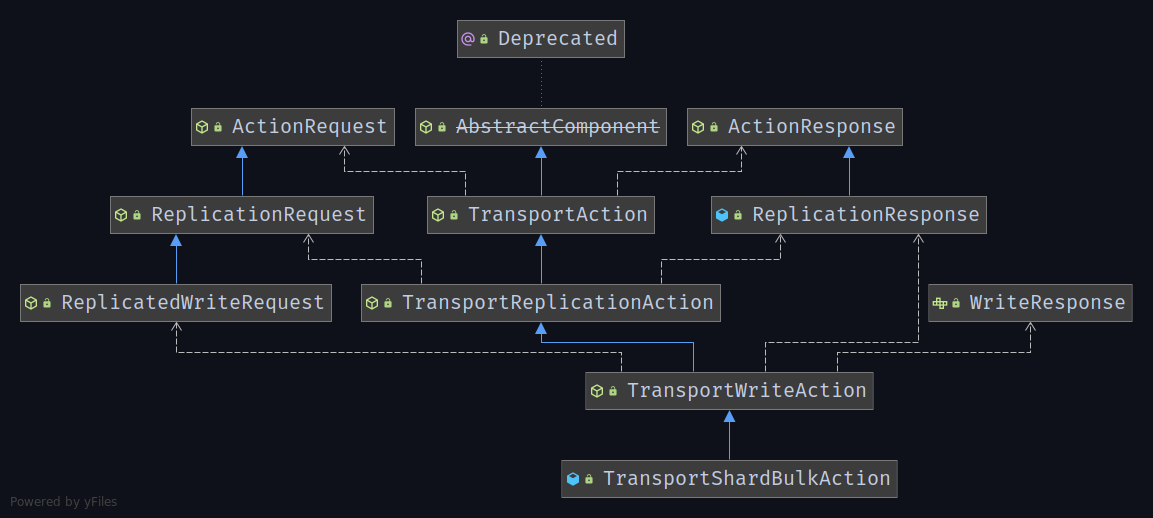 @ Deprecated
ActionRequest
AbstractComponent
ActionResponse
ReplicationRequest
TransportAction
ReplicationResponse
ReplicatedWriteRequest
TransportReplicationAction
WriteResponse
TransportWriteAction
TransportShardBulkAction
Powered by yFiles